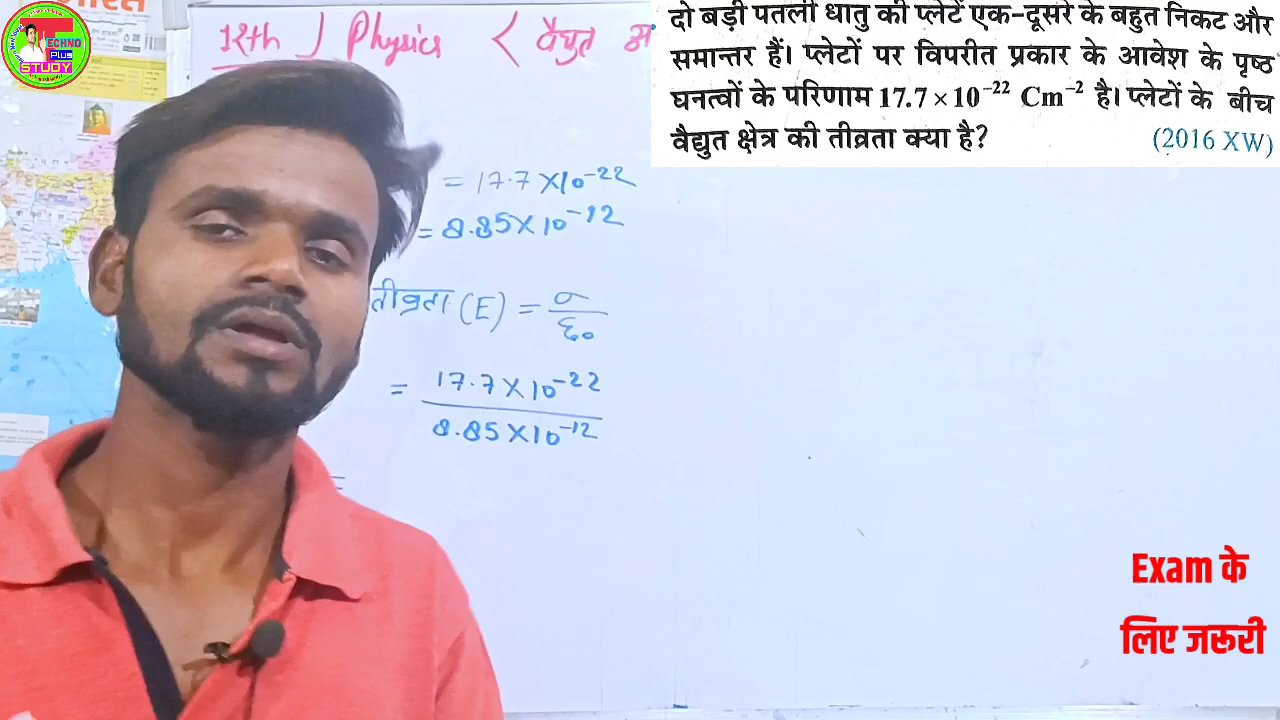 TECHNO
Plus
STUDY
12th ) Physics < वैद्युत
दो बड़ी पतली धातु की प्लेटें एक-दूसरे के बहुत निकट और
समान्तर हैं। प्लेटों पर विपरीत प्रकार के आवेश के पृष्ठ
घनत्वों के परिणाम 17.7 × 10⁻²² Cm⁻² है। प्लेटों के बीच
वैद्युत क्षेत्र की तीव्रता क्या है?
(2016 XW)
= 17.7 × 10⁻²²
= 8.85 × 10⁻¹²
तीव्रता (E) = σ/ε₀
= 17.7 × 10⁻²²
8.85 × 10⁻¹²
=
Exam के
लिए जरूरी